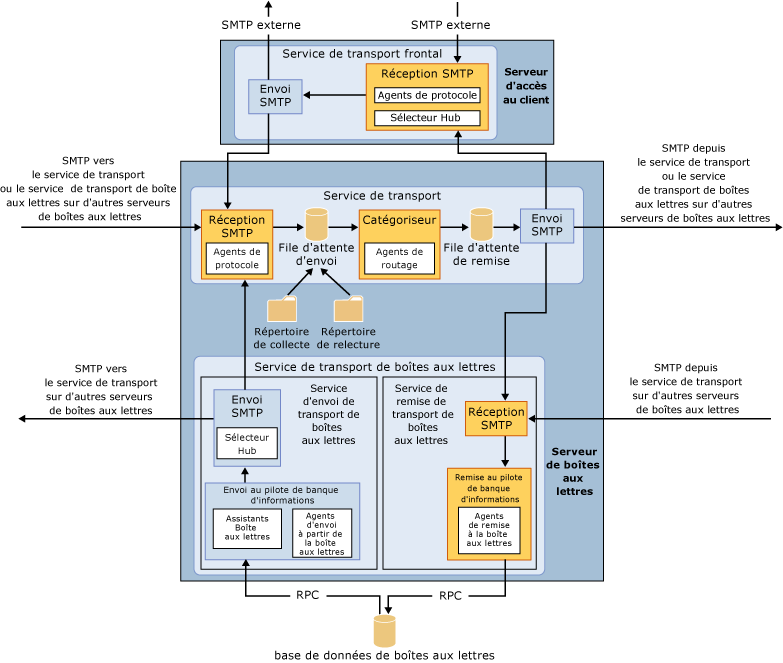 SMTP externe
SMTP externe
Service de transport frontal
Envoi
SMTP
Réception SMTP
Agents de protocole
Sélecteur Hub
Serveur
d'accès
au client
SMTP vers
le service de transport
ou le service de transport de boîte
aux lettres sur d'autres serveurs
de boîtes aux lettres
SMTP depuis
le service de transport
ou le service
de transport de boîtes
aux lettres sur d'autres
serveurs de boîtes aux lettres
Service de transport
Réception
SMTP
Agents de
protocole
File d'attente
d'envoi
Catégoriseur
Agents de
routage
File d'attente
de remise
Envoi
SMTP
Répertoire
de collecte
Répertoire
de relecture
Service de transport de boîtes aux lettres
SMTP vers
le service de transport
sur d'autres serveurs
de boîtes aux lettres
Envoi
SMTP
Sélecteur
Hub
Service
d'envoi de
transport de
boîtes
aux lettres
Service de
remise de
transport de
boîtes
aux lettres
Réception
SMTP
SMTP depuis
le service de transport
sur d'autres serveurs
de boîtes aux lettres
Serveur
de boîtes
aux
lettres
Envoi au pilote de banque
d'informations
Assistants
Boîte
aux lettres
Agents
d'envoi
à partir de
la boîte
aux lettres
Remise au pilote
de banque
d'informations
Agents
de remise
à la boîte
aux lettres
RPC
RPC
base de données de boîtes aux lettres